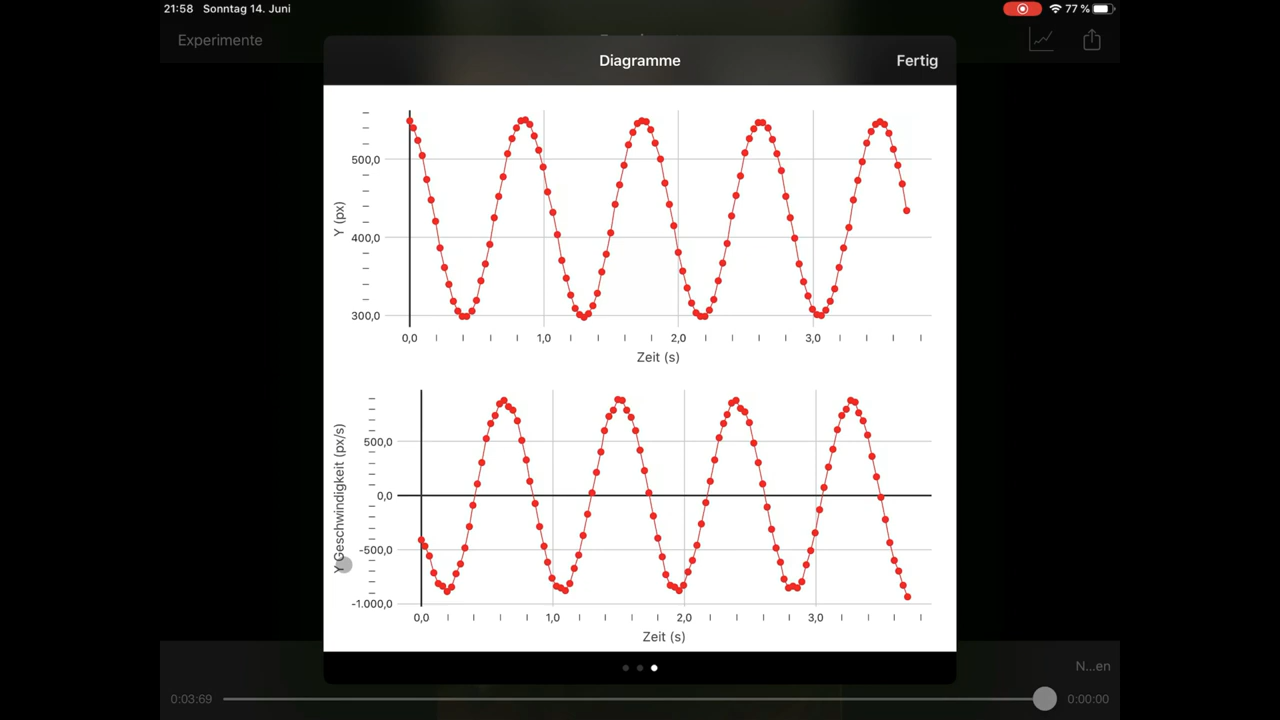 21:58 Sonntag 14. Juni 77 %
Experimente
Diagramme
Fertig
500,0
400,0
300,0
Y (px)
0,0 1,0 2,0 3,0
Zeit (s)
500,0
0,0
-500,0
-1.000,0
Y Geschwindigkeit (px/s)
0,0 1,0 2,0 3,0
Zeit (s)
N...en
0:03:69
0:00:00